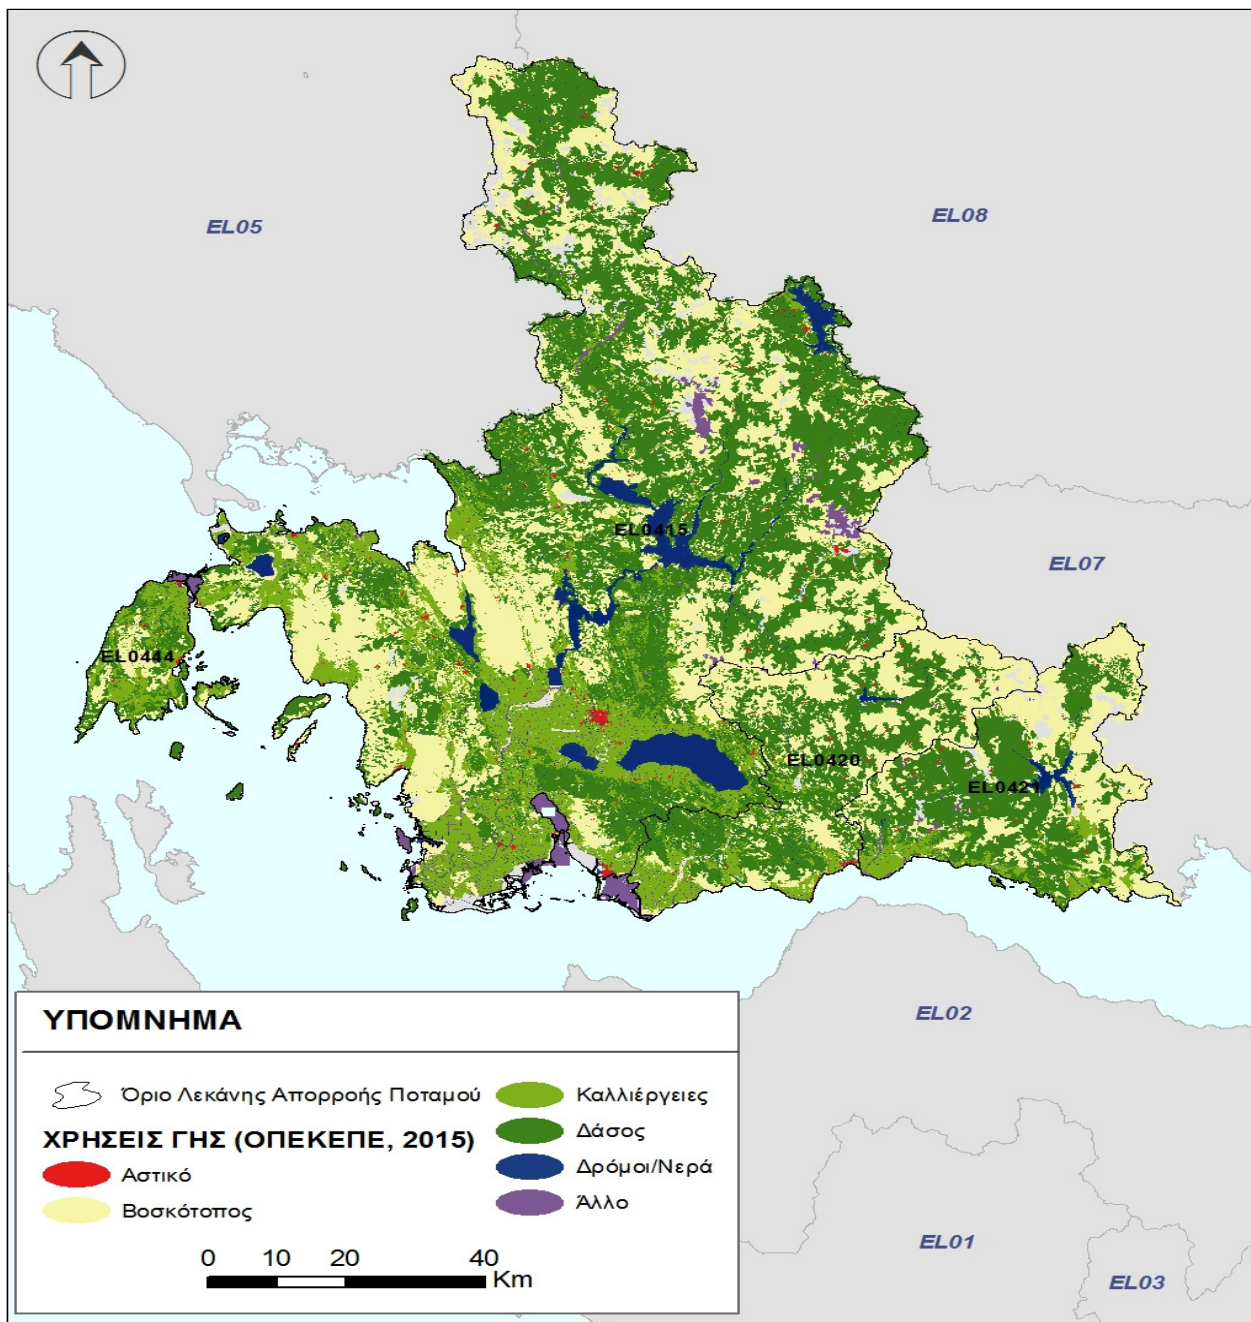 EL05
EL08
EL0415
EL07
EL0444
EL0420
EL0421
EL02
EL01
EL03
ΥΠΟΜΝΗΜΑ
Όριο Λεκάνης Απορροής Ποταμού
ΧΡΗΣΕΙΣ ΓΗΣ (ΟΠΕΚΕΠΕ, 2015)
Αστικό
Βοσκότοπος
Καλλιέργειες
Δάσος
Δρόμοι/Νερά
Άλλο
0 10 20 40
Km